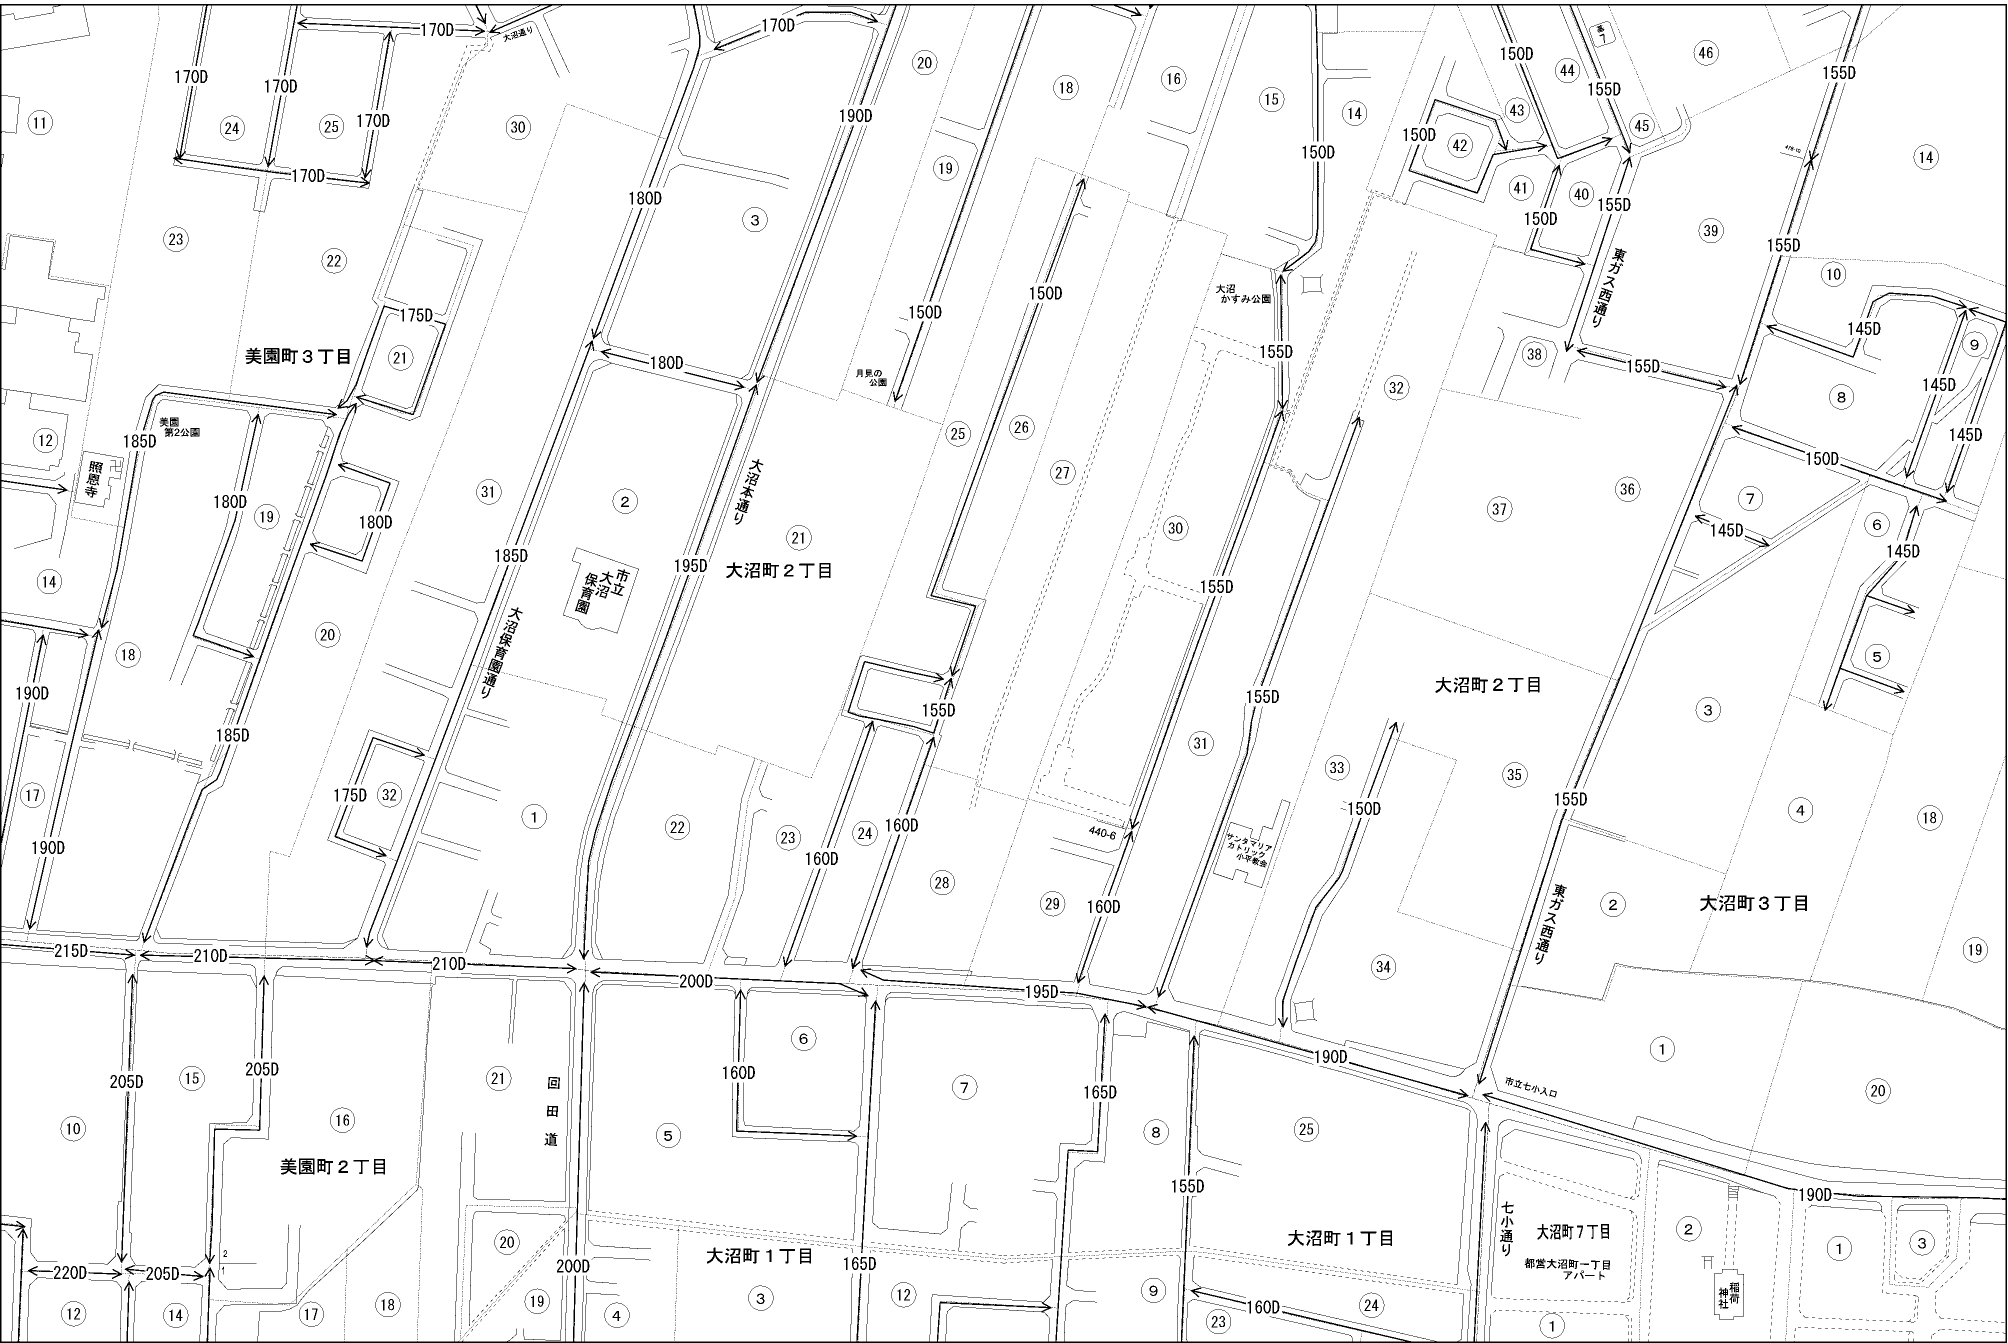 170D
大沼通り
170D
150D
基
7
46
155D
170D
170D
20
18
16
15
14
44
43
155D
11
24
25
170D
30
190D
150D
42
45
14
170D
19
150D
41
40
180D
3
155D
23
22
150D
39
155D
10
東ガス西通り
大沼
かすみ公園
150D
175D
150D
145D
美園町3丁目
21
180D
155D
38
155D
9
月見の
公園
32
145D
8
12
185D
美園
第2公園
25
26
145D
照恩寺
卍
180D
19
180D
31
2
大沼本通り
27
30
37
36
150D
7
6
145D
145D
14
185D
195D
21
大沼町2丁目
155D
市立
大沼
保育園
大沼保育園通り
18
20
5
190D
185D
155D
155D
大沼町2丁目
3
31
33
35
17
175D
32
1
22
23
24
160D
150D
155D
4
18
190D
160D
440-6
サンタマリア
カトリック
小平教会
28
29
160D
東ガス西通り
2
大沼町3丁目
19
215D
210D
210D
200D
195D
34
190D
6
1
205D
15
205D
21
回田道
160D
7
165D
市立七小入口
20
10
16
5
8
25
美園町2丁目
155D
190D
七小通り
大沼町7丁目
都営大沼町一丁目
アパート
2
1
3
20
大沼町1丁目
大沼町1丁目
2
1
220D
205D
200D
165D
稲荷
神社
12
14
17
18
19
4
3
12
9
160D
23
24
1